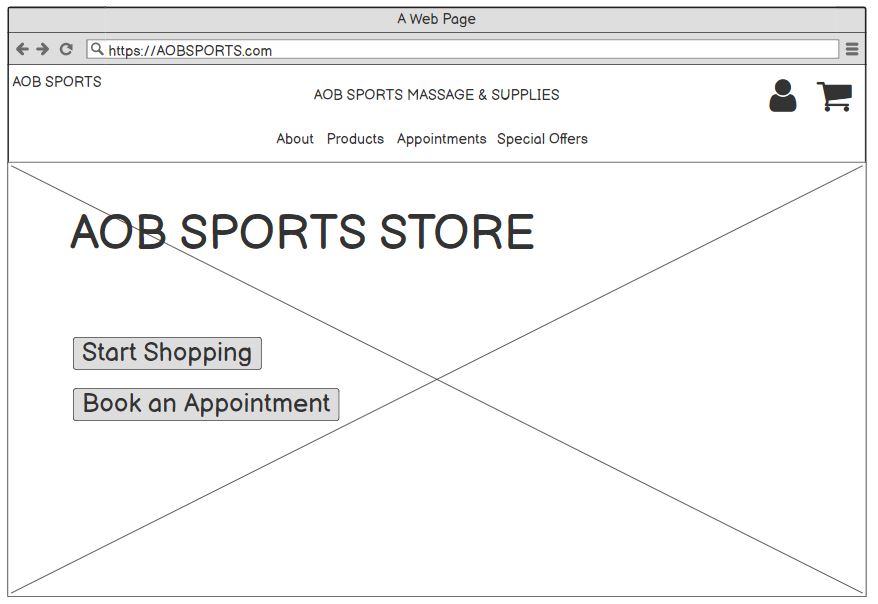 A Web Page
https://AOBSPORTS.com
AOB SPORTS
AOB SPORTS MASSAGE & SUPPLIES
About Products Appointments Special Offers
AOB SPORTS STORE
Start Shopping
Book an Appointment